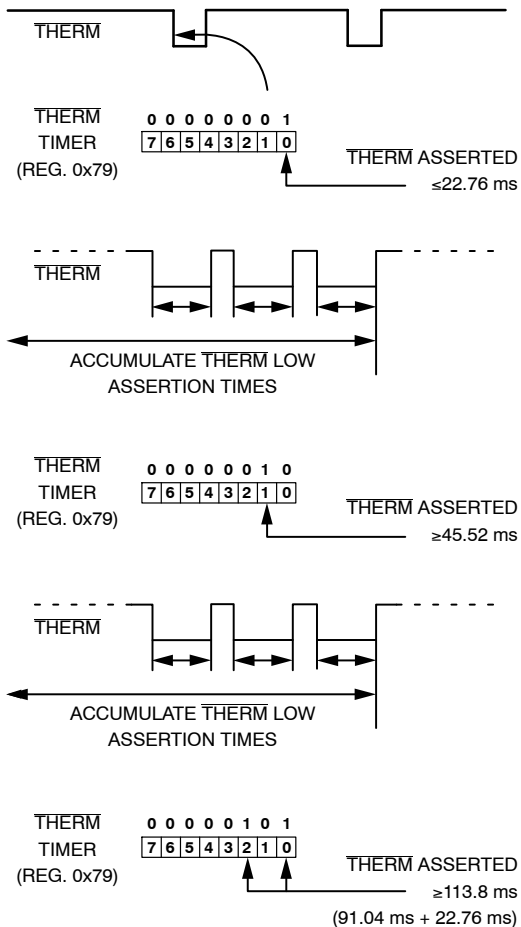 THERM
THERM
TIMER
(REG. 0x79)
0 0 0 0 0 0 0 1
7 6 5 4 3 2 1 0
THERM ASSERTED
≤22.76 ms
THERM
ACCUMULATE THERM LOW
ASSERTION TIMES
THERM
TIMER
(REG. 0x79)
0 0 0 0 0 0 1 0
7 6 5 4 3 2 1 0
THERM ASSERTED
≥45.52 ms
THERM
ACCUMULATE THERM LOW
ASSERTION TIMES
THERM
TIMER
(REG. 0x79)
0 0 0 0 0 1 0 1
7 6 5 4 3 2 1 0
THERM ASSERTED
≥113.8 ms
(91.04 ms + 22.76 ms)